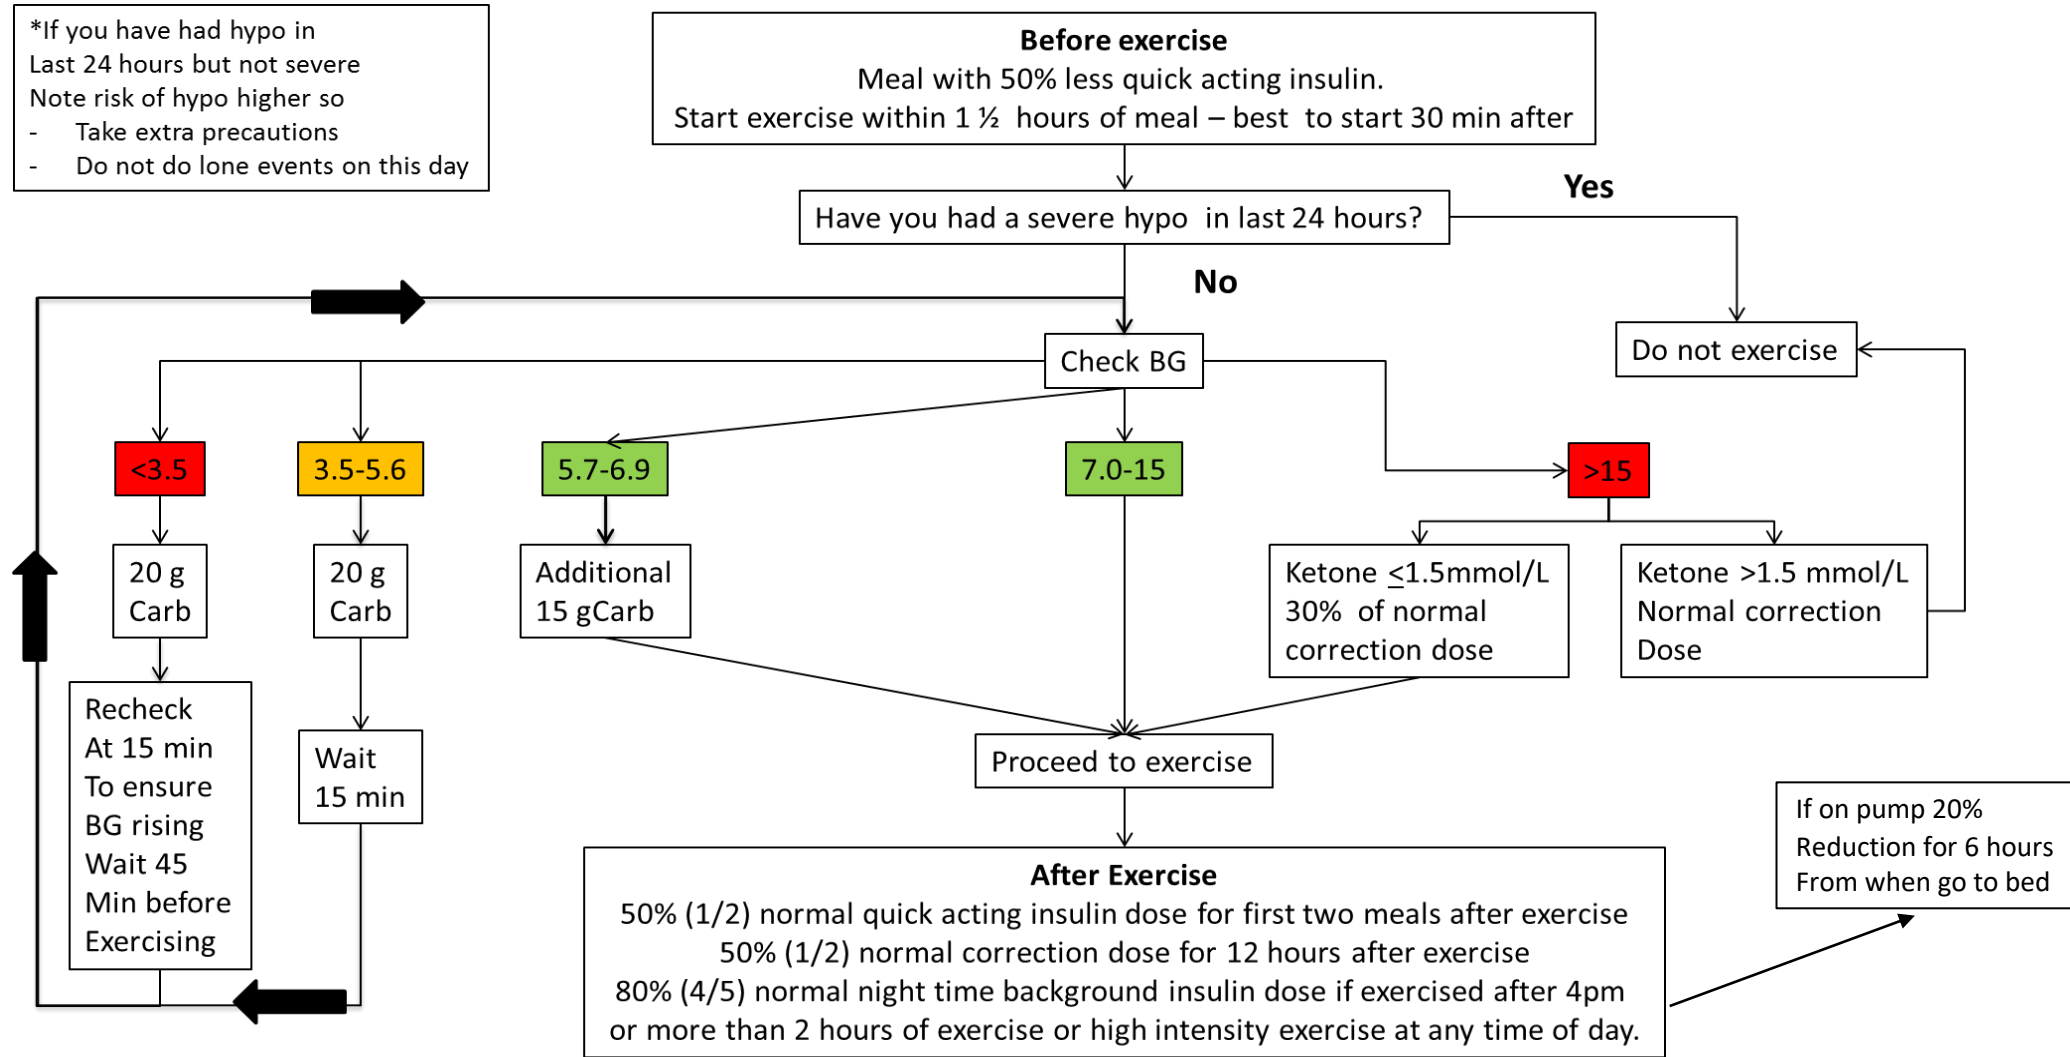 *If you have had hypo in
Last 24 hours but not severe
Note risk of hypo higher so
- Take extra precautions
- Do not do lone events on this day
Before exercise
Meal with 50% less quick acting insulin.
Start exercise within 1 ½ hours of meal – best to start 30 min after
Yes
Have you had a severe hypo in last 24 hours?
No
Do not exercise
Check BG
<3.5
3.5-5.6
5.7-6.9
7.0-15
>15
20 g
Carb
20 g
Carb
Additional
15 gCarb
Ketone ≤1.5mmol/L
30% of normal
correction dose
Ketone >1.5 mmol/L
Normal correction
Dose
Recheck
At 15 min
To ensure
BG rising
Wait 45
Min before
Exercising
Wait
15 min
Proceed to exercise
If on pump 20%
Reduction for 6 hours
From when go to bed
After Exercise
50% (1/2) normal quick acting insulin dose for first two meals after exercise
50% (1/2) normal correction dose for 12 hours after exercise
80% (4/5) normal night time background insulin dose if exercised after 4pm
or more than 2 hours of exercise or high intensity exercise at any time of day.